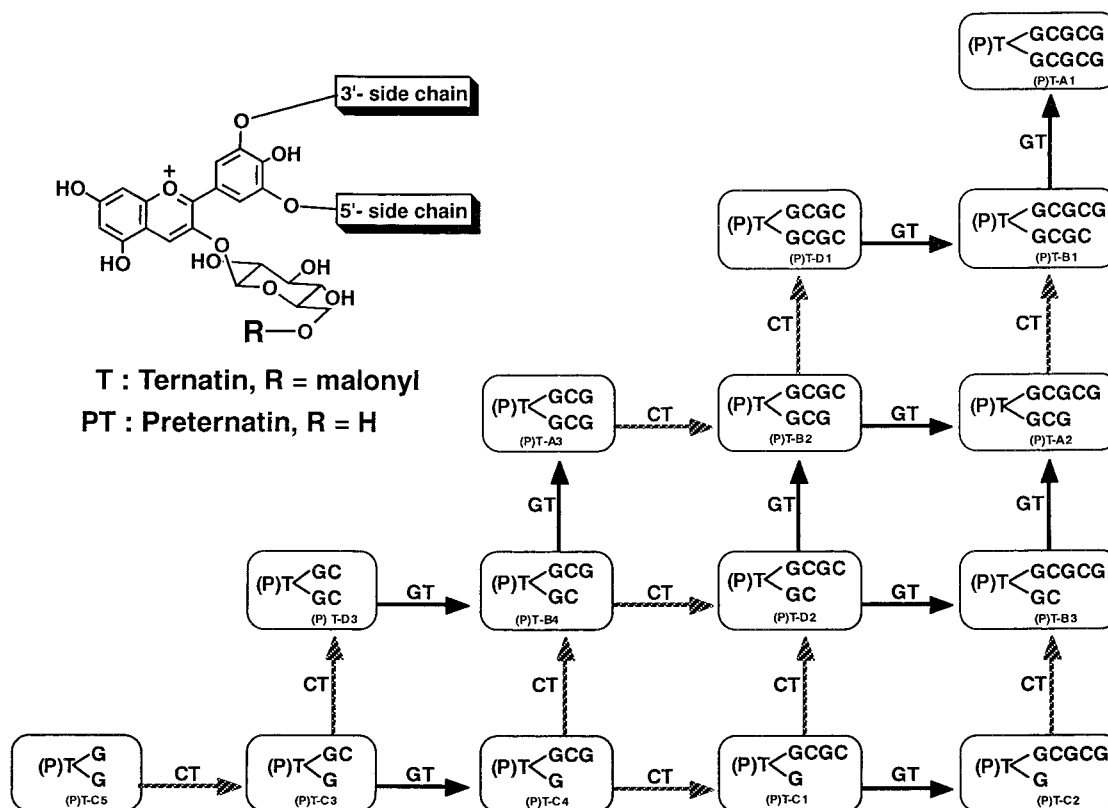 GCGCG
(P)T
GCGCG
(P)T-A1
GT
3'- side chain
O
OH
+
O
HO
O
5'- side chain
OH
O
HO
OH
O
OH
R—O
T : Ternatin, R = malonyl
PT : Preternatin, R = H
GCGC
(P)T
GCGC
(P)T-D1
GT
GCGCG
(P)T
GCGC
(P)T-B1
CT
CT
GCG
(P)T
GCG
(P)T-A3
CT
GCGC
(P)T
GCG
(P)T-B2
GT
GCGCG
(P)T
GCG
(P)T-A2
GT
GT
GT
GC
(P)T
GC
(P) T-D3
GT
GCG
(P)T
GC
(P)T-B4
CT
GCGC
(P)T
GC
(P)T-D2
GT
GCGCG
(P)T
GC
(P)T-B3
CT
CT
CT
CT
G
(P)T
G
(P)T-C5
CT
GC
(P)T
G
(P)T-C3
GT
GCG
(P)T
G
(P)T-C4
CT
GCGC
(P)T
G
(P)T-C1
GT
GCGCG
(P)T
G
(P)T-C2